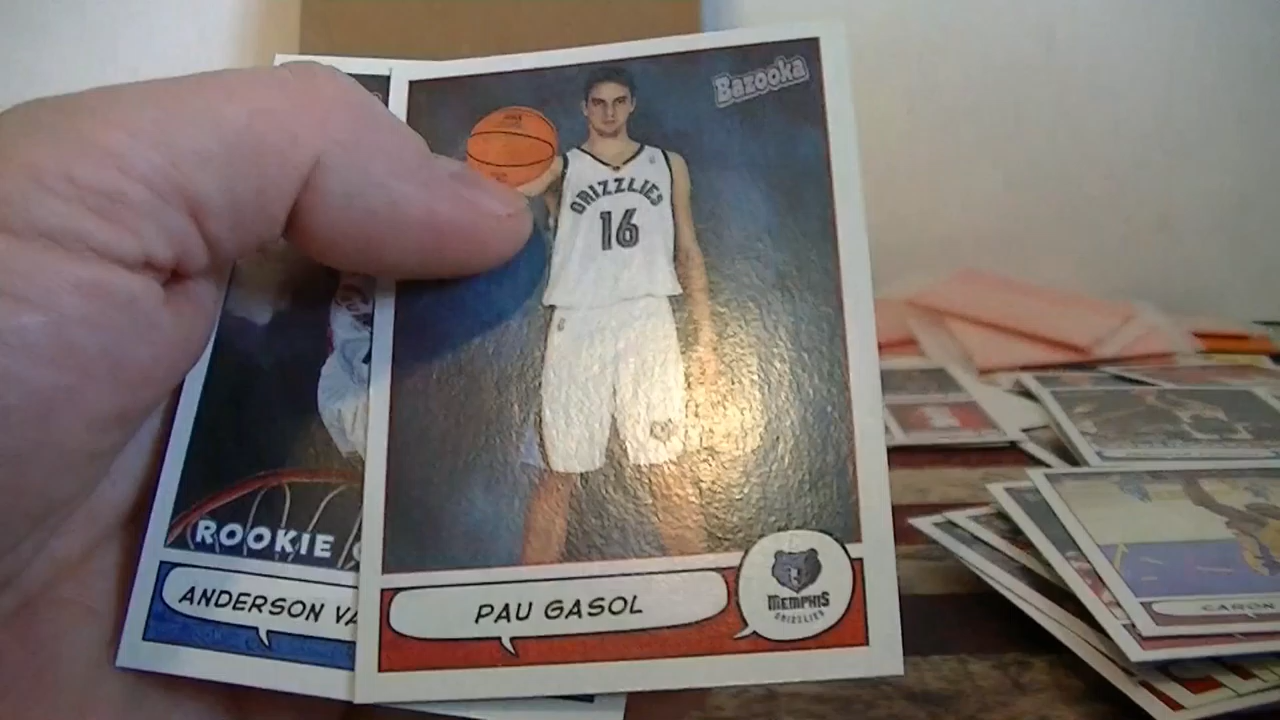 Bazooka
GRIZZLIES
16
ROOKIE
ANDERSON VA
PAU GASOL
MEMPHIS
GRIZZLIES
CARON